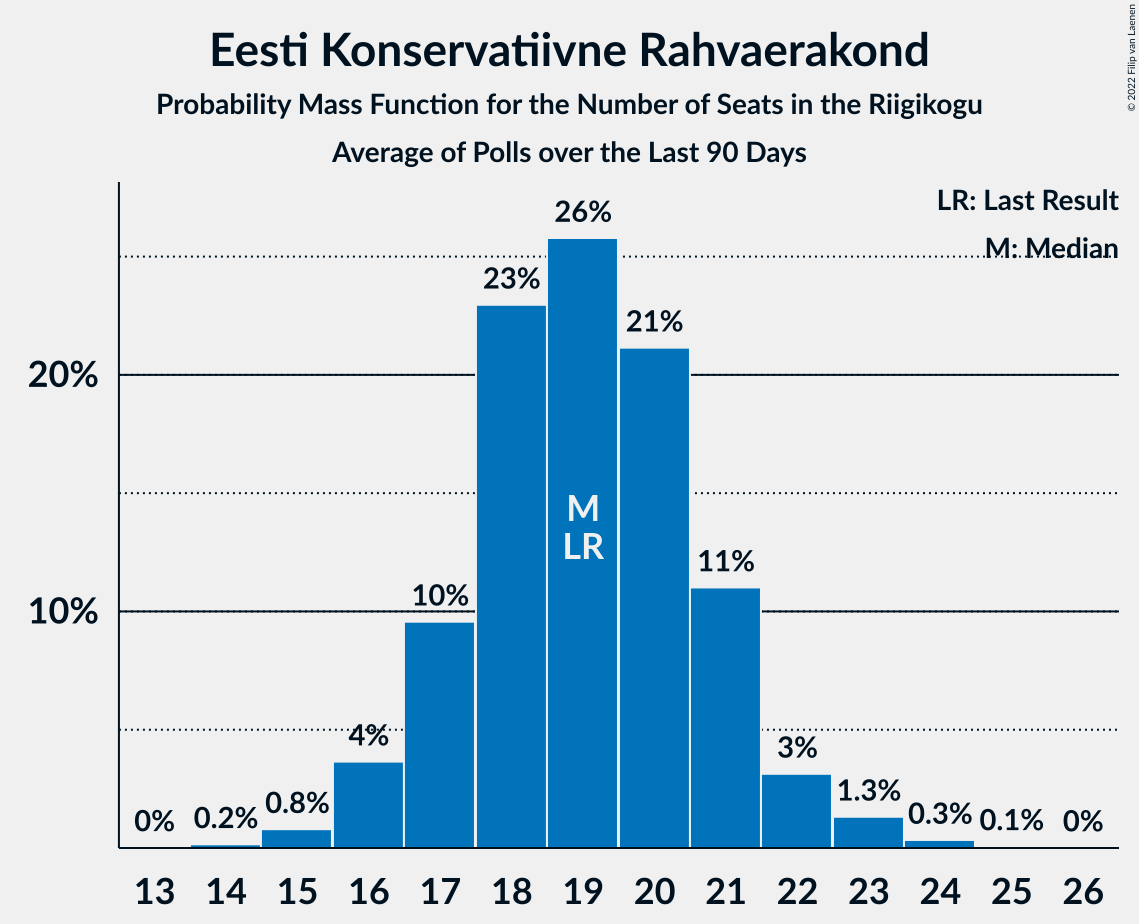 Eesti Konservatiivne Rahvaerakond
Probability Mass Function for the Number of Seats in the Riigikogu
Average of Polls over the Last 90 Days
© 2022 Filip van Laenen
LR: Last Result
M: Median
20%
10%
0%
0.2%
0.8%
4%
10%
23%
26%
21%
11%
3%
1.3%
0.3%
0.1%
0%
M
LR
13 14 15 16 17 18 19 20 21 22 23 24 25 26